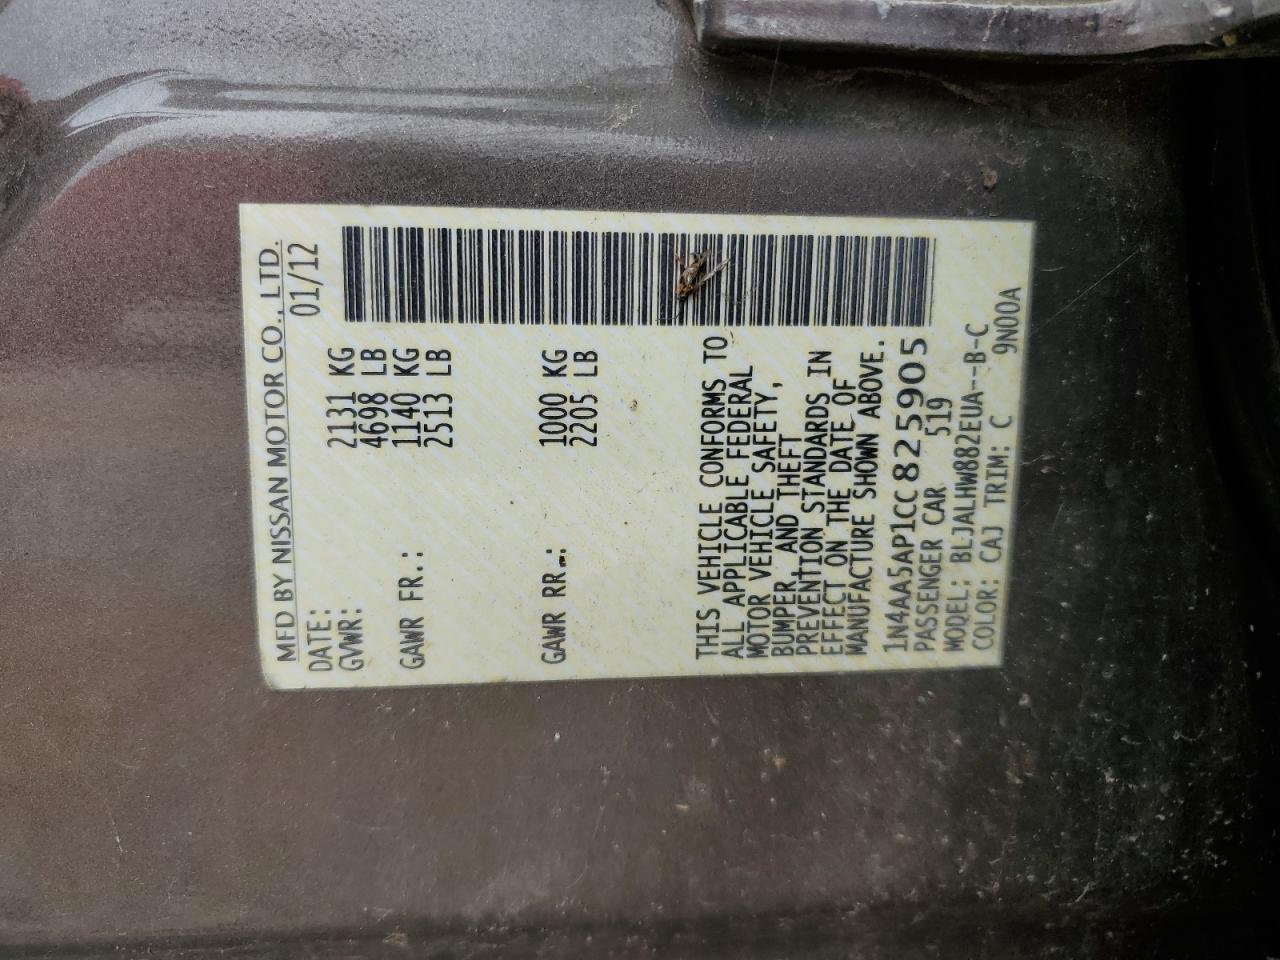 MFD BY NISSAN MOTOR CO., LTD.
DATE: 01/12
GVWR: 2131 KG
4698 LB
GAWR FR.: 1140 KG
2513 LB
GAWR RR.: 1000 KG
2205 LB
THIS VEHICLE CONFORMS TO
ALL APPLICABLE FEDERAL
MOTOR VEHICLE SAFETY,
BUMPER AND THEFT
PREVENTION STANDARDS IN
EFFECT ON THE DATE OF
MANUFACTURE SHOWN ABOVE.
1N4AA5AP1CC825905
PASSENGER CAR 519
MODEL: BLJALHW882EUA--B-C
COLOR: CAJ TRIM: C 9N00A